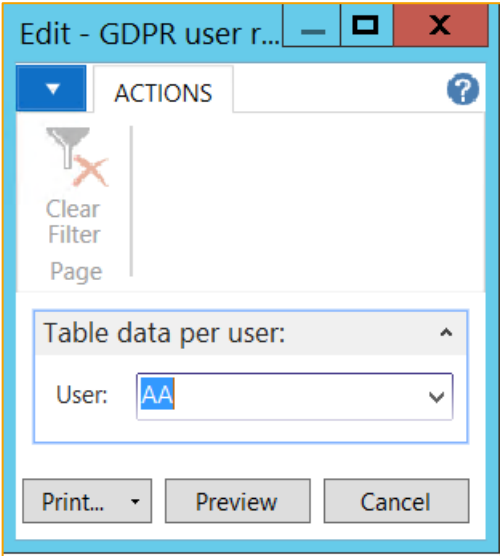 Edit - GDPR user r...
ACTIONS
Clear
Filter
Page
Table data per user:
User: AA
Print... Preview Cancel